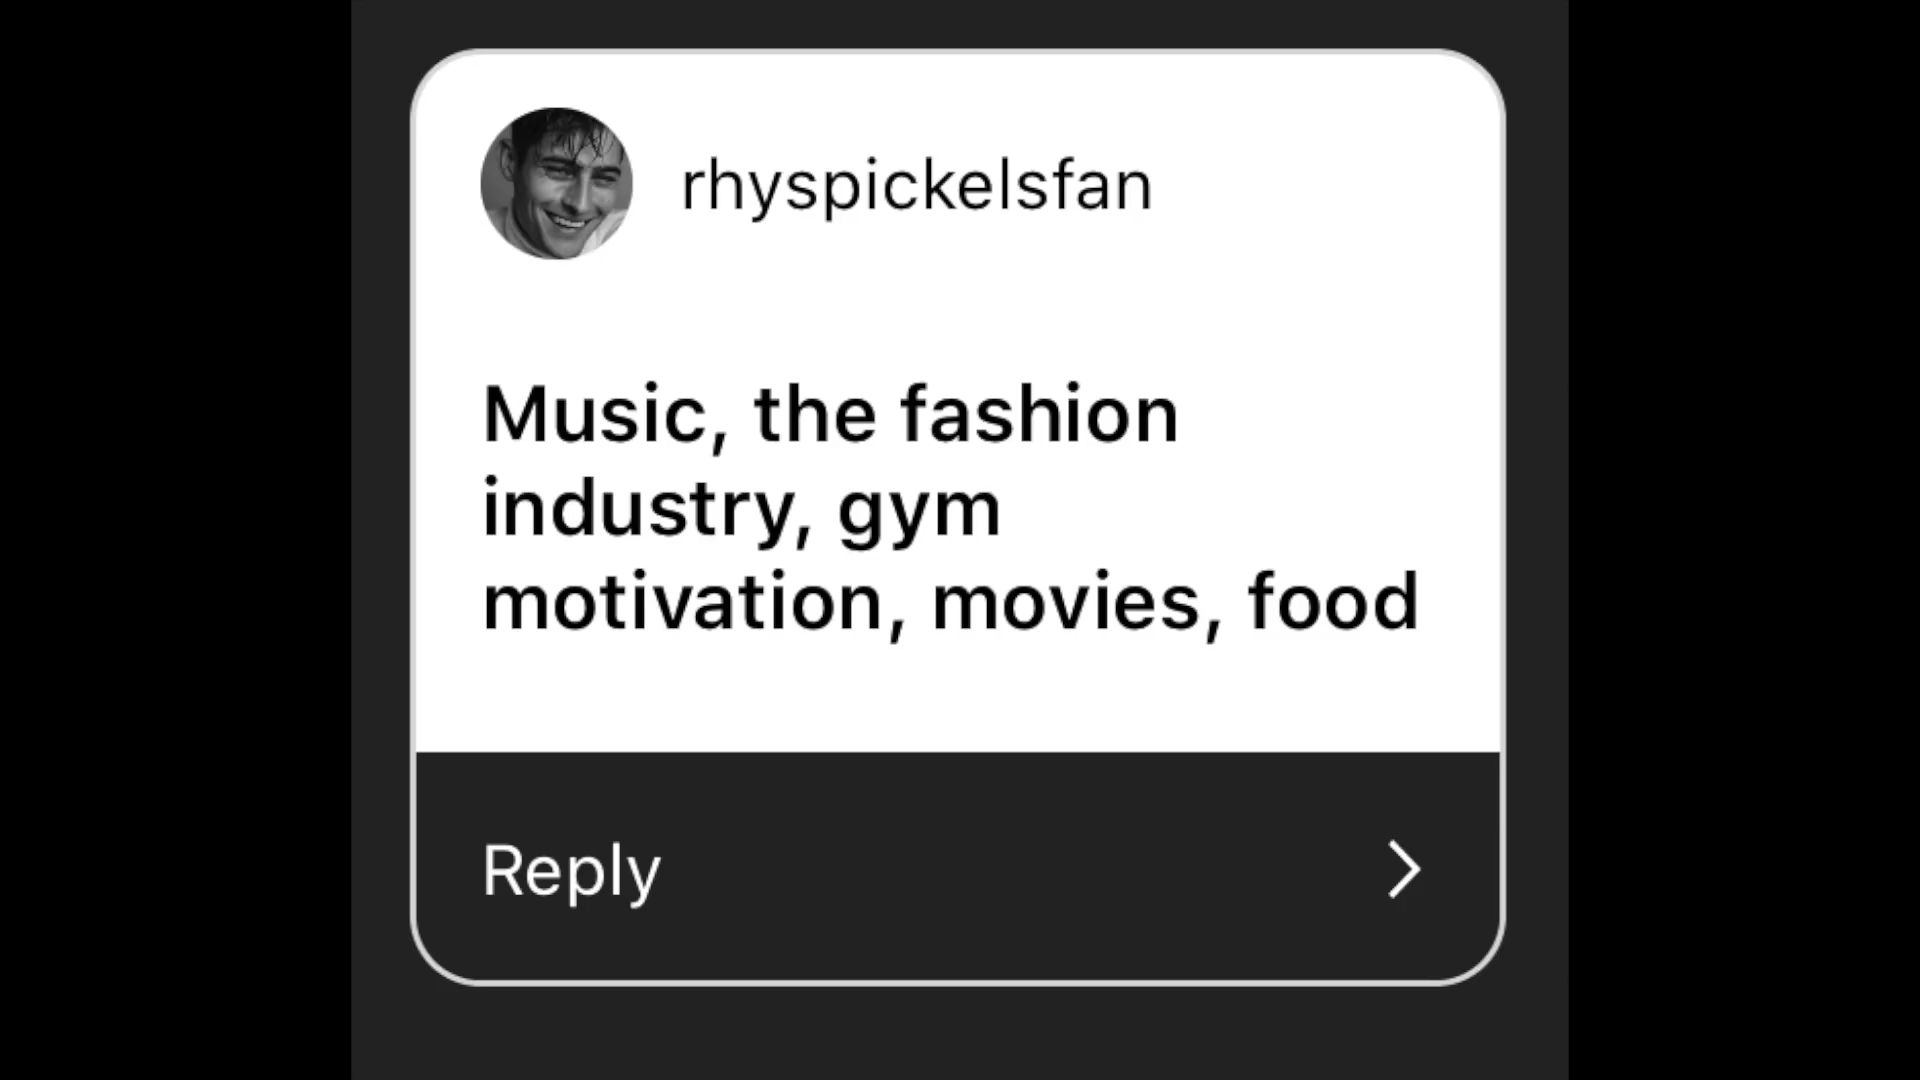 rhyspickelsfan
Music, the fashion
industry, gym
motivation, movies, food
Reply